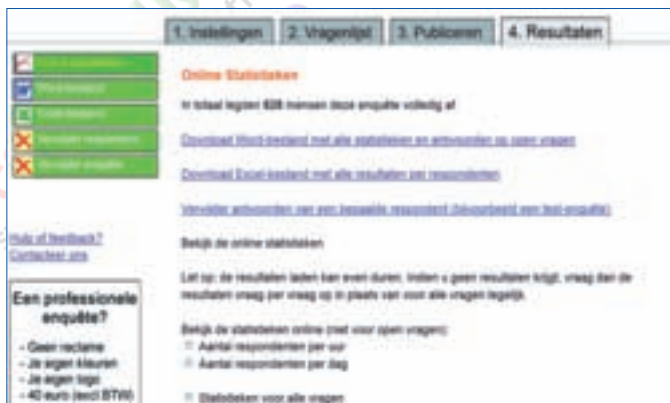 1. Instellingen
2. Vragenlijst
3. Publiceren
4. Resultaten
Online Statistieken
In totaal legden 828 mensen deze enquête volledig af
Download Word-bestand met alle statistieken en antwoorden op open vragen
Download Excel-bestand met alle resultaten per respondenten
Verwijder antwoorden van een bepaalde respondent (bijvoorbeeld een test-enquête)
Bekijk de online statistieken
Let op: de resultaten laden kan even duren. Indien u geen resultaten krijgt, vraag dan de
resultaten vraag per vraag op in plaats van voor alle vragen tegelijk.
Bekijk de statistieken online (niet voor open vragen):
Aantal respondenten per uur
Aantal respondenten per dag
Statistieken voor alle vragen
Word-bestand
Excel-bestand
Verwijder enquête
Hulp of feedback?
Contacteer ons
Een professionele
enquête?
- Geen reclame
- Je eigen kleuren
- Je eigen logo
- 40 euro (excl BTW)